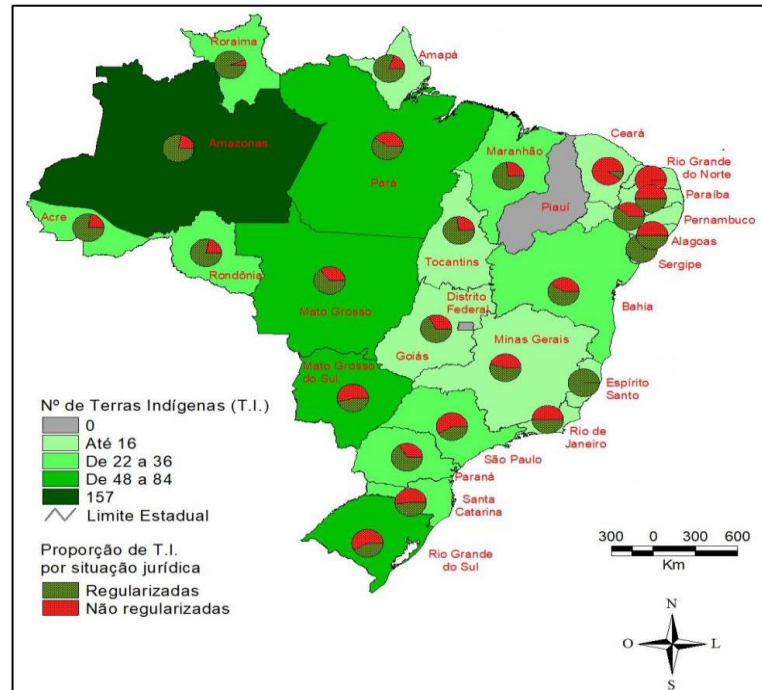 Roraima
Amapá
Amazonas
Pará
Maranhão
Ceará
Rio Grande
do Norte
Paraíba
Pernambuco
Alagoas
Sergipe
Piauí
Acre
Rondônia
Tocantins
Mato Grosso
Distrito
Federal
Bahia
Goiás
Minas Gerais
Mato Grosso
do Sul
Espírito
Santo
Rio de
Janeiro
São Paulo
Paraná
Santa
Catarina
Rio Grande
do Sul
Nº de Terras Indígenas (T.I.)
0
Até 16
De 22 a 36
De 48 a 84
157
Limite Estadual
Proporção de T.I.
por situação jurídica
Regularizadas
Não regularizadas
300 0 300 600
Km
N
O L
S